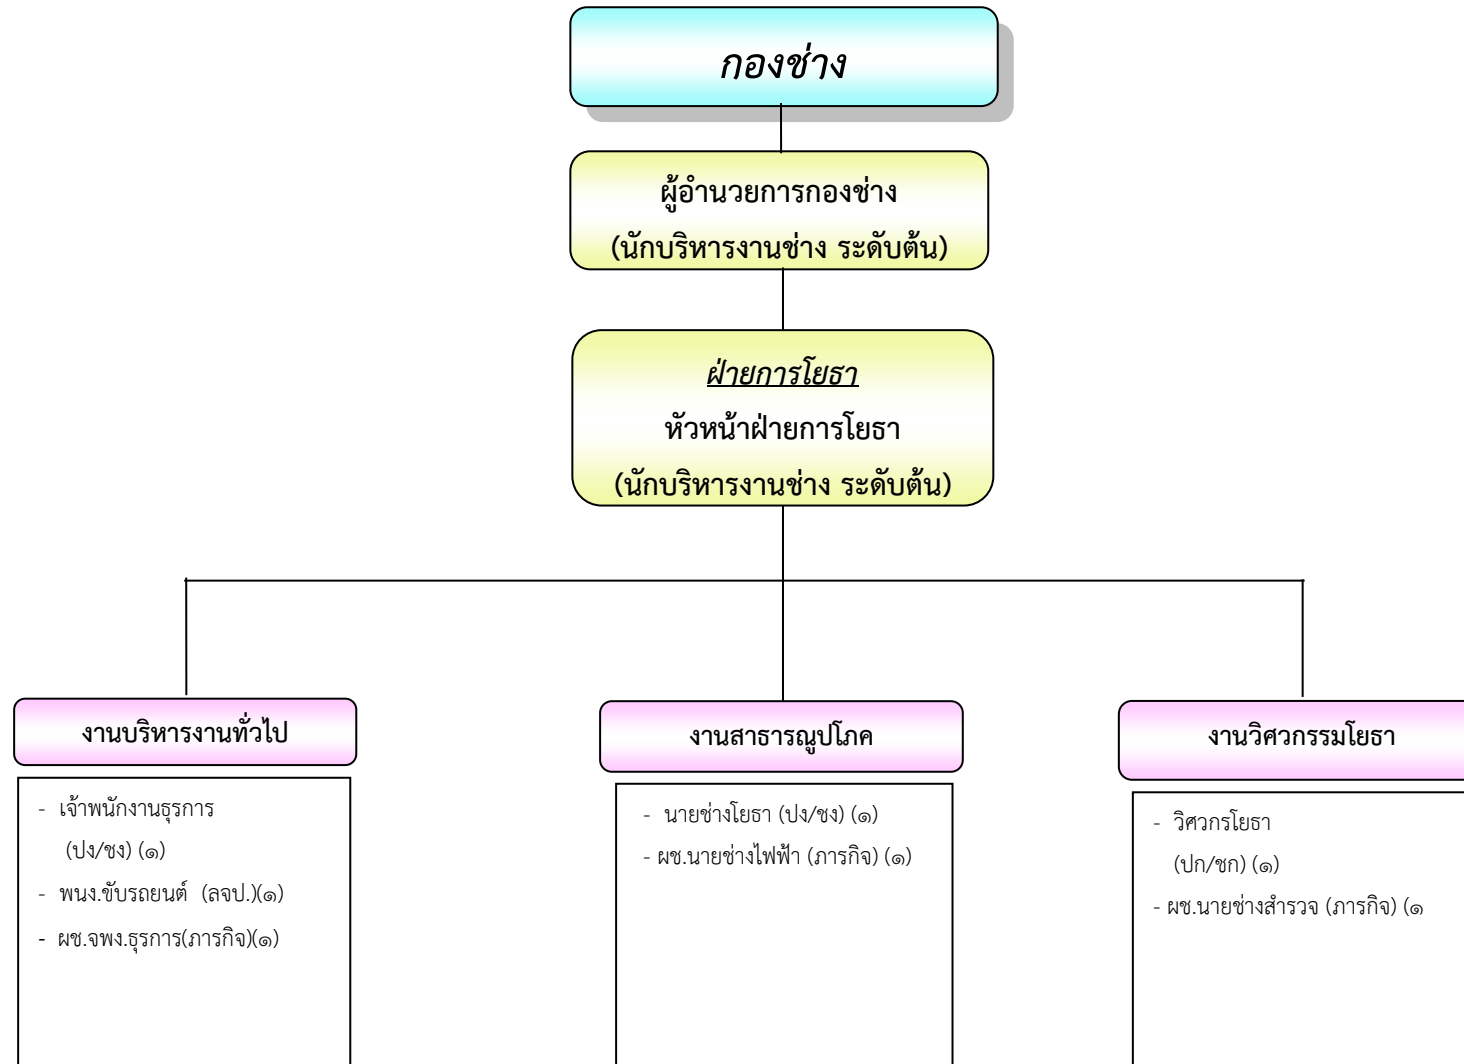 กองช่าง
ผู้อำนวยการกองช่าง
(นักบริหารงานช่าง ระดับต้น)
ฝ่ายการโยธา
หัวหน้าฝ่ายการโยธา
(นักบริหารงานช่าง ระดับต้น)
งานบริหารงานทั่วไป
- เจ้าพนักงานธุรการ
(ปง/ชง) (๑)
- พนง.ขับรถยนต์ (ลจป.)(๑)
- ผช.จพง.ธุรการ(ภารกิจ)(๑)
งานสาธารณูปโภค
- นายช่างโยธา (ปง/ชง) (๑)
- ผช.นายช่างไฟฟ้า (ภารกิจ) (๑)
งานวิศวกรรมโยธา
- วิศวกรโยธา
(ปก/ชก) (๑)
- ผช.นายช่างสำรวจ (ภารกิจ) (๑